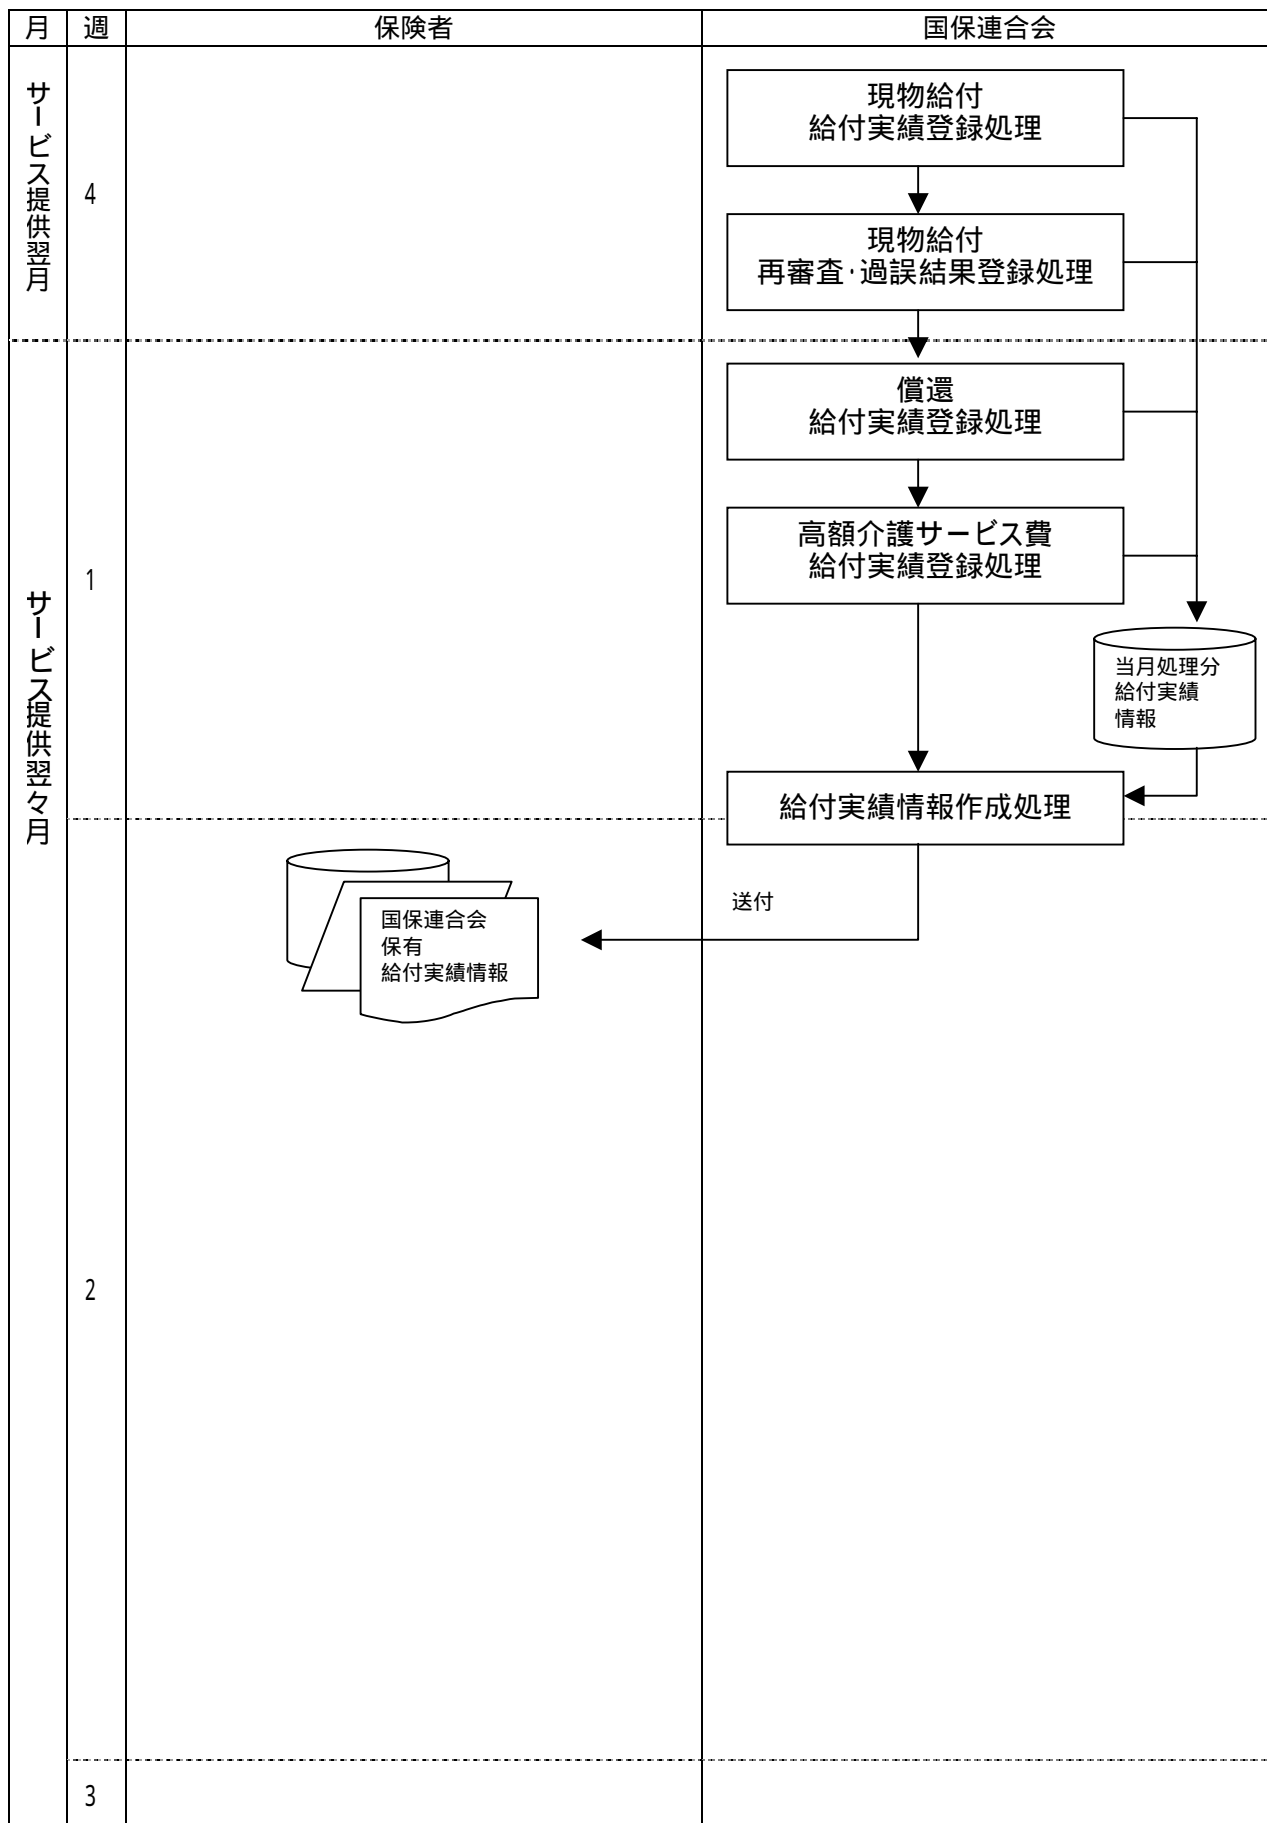 月 週 保険者 国保連合会
サービス提供翌月
4
現物給付
給付実績登録処理
現物給付
再審査・過誤結果登録処理
サービス提供翌々月
1
償還
給付実績登録処理
高額介護サービス費
給付実績登録処理
当月処理分
給付実績
情報
給付実績情報作成処理
2
送付
国保連合会
保有
給付実績情報
3